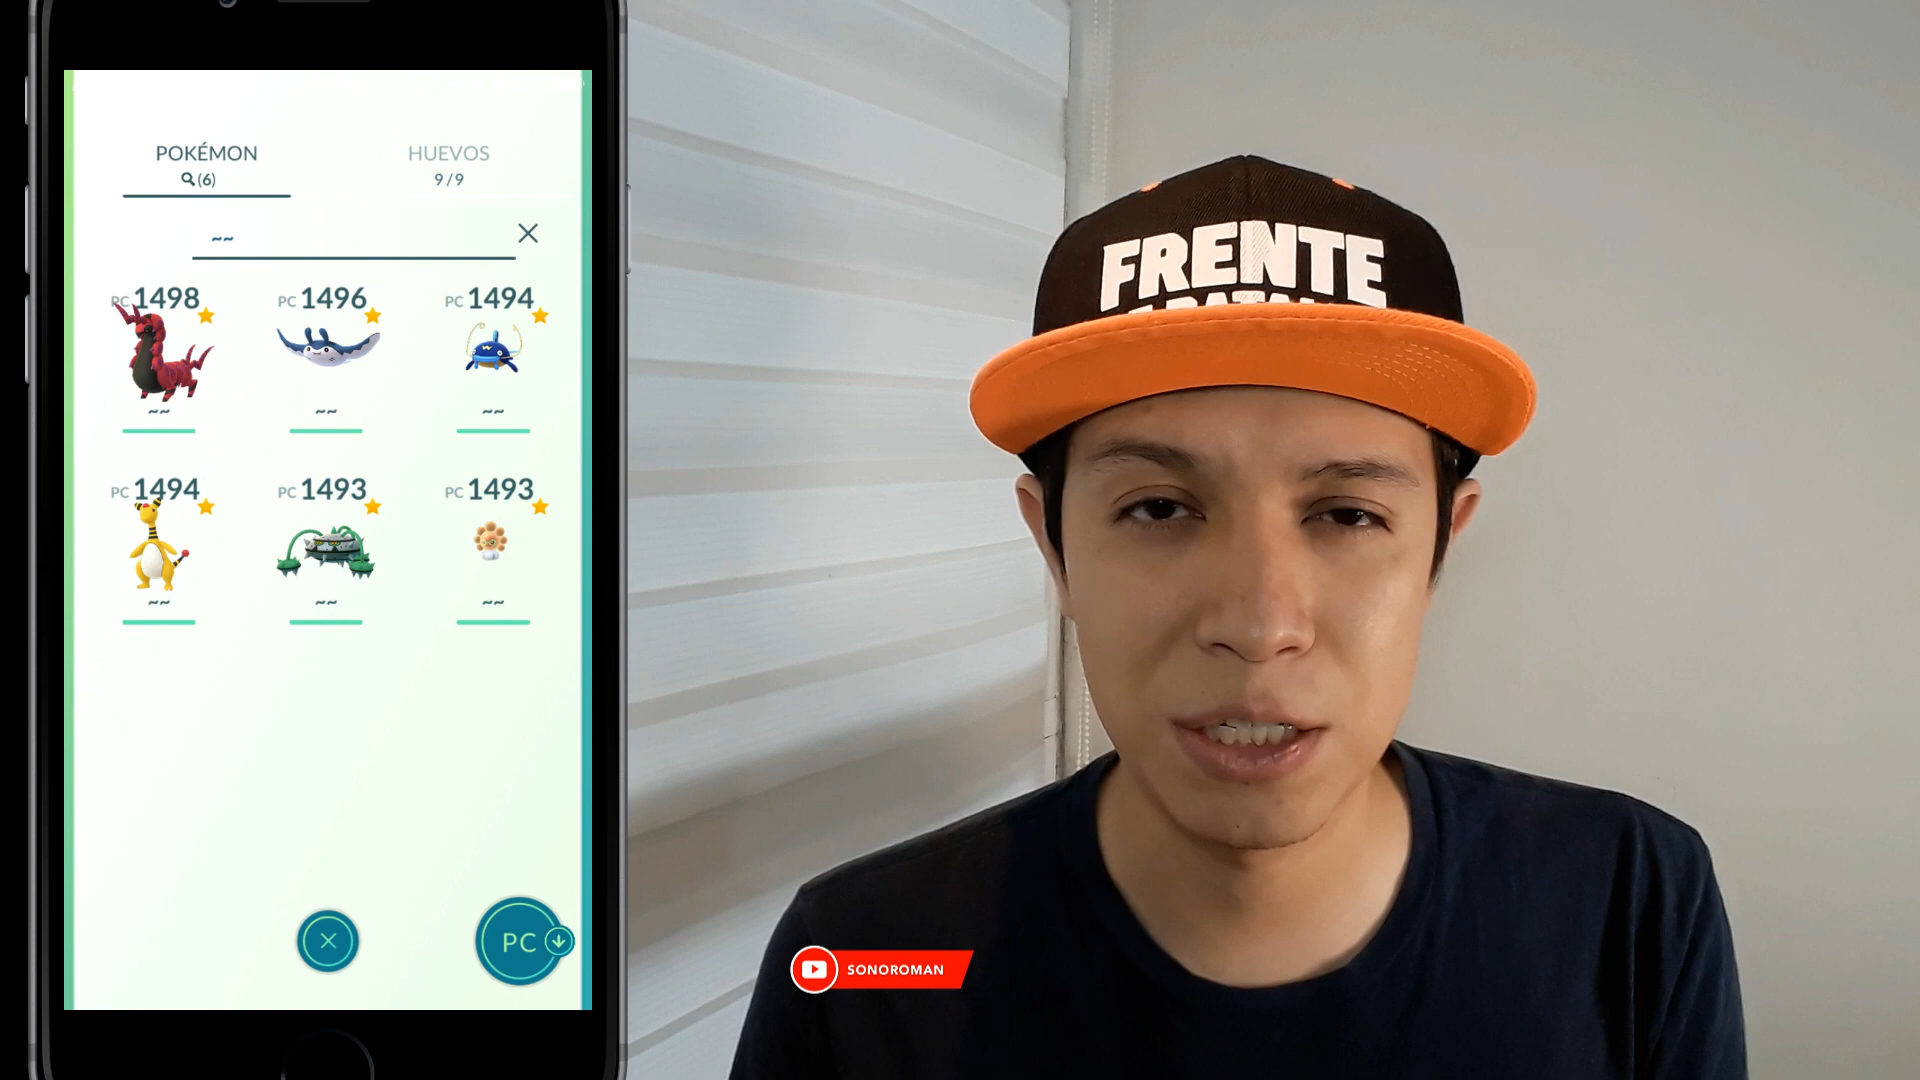 POKÉMON
(6)
HUEVOS
9/9
~~
PC 1498
PC 1496
PC 1494
~~
~~
~~
PC 1494
PC 1493
PC 1493
~~
~~
~~
PC
FRENTE
SONOROMAN